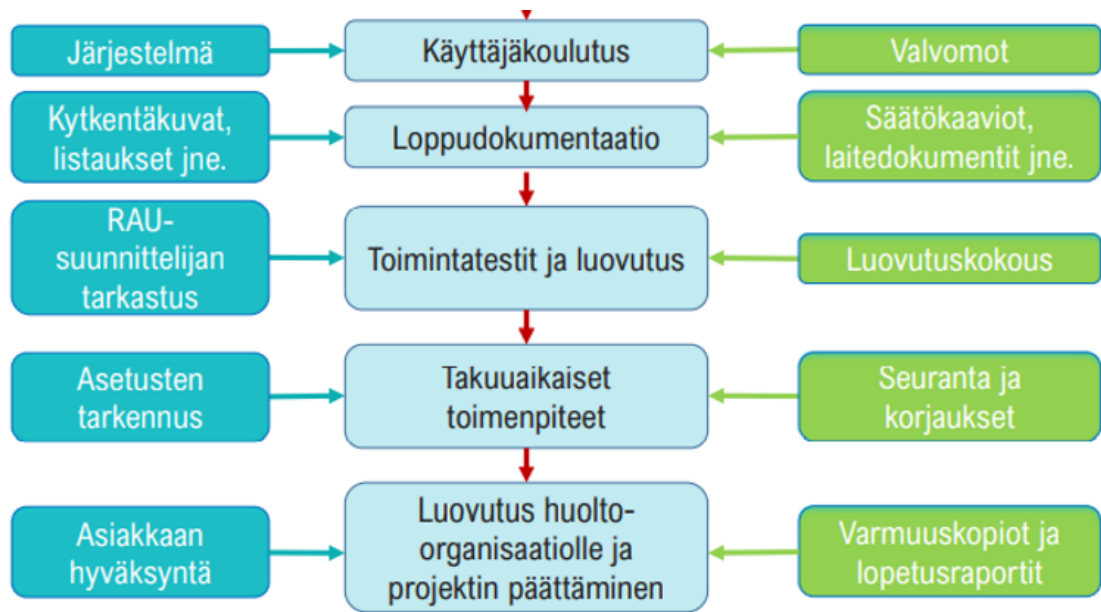 Järjestelmä
Käyttäjäkoulutus
Valvomot
Kytkentäkuvat,
listaukset jne.
Loppudokumentaatio
Säätökaaviot,
laitedokumentit jne.
RAU-
suunnittelijan
tarkastus
Toimintatestit ja luovutus
Luovutuskokous
Asetusten
tarkennus
Takuuaikaiset
toimenpiteet
Seuranta ja
korjaukset
Asiakkaan
hyväksyntä
Luovutus huolto-
organisaatiolle ja
projektin päättäminen
Varmuuskopiot ja
lopetusraportit